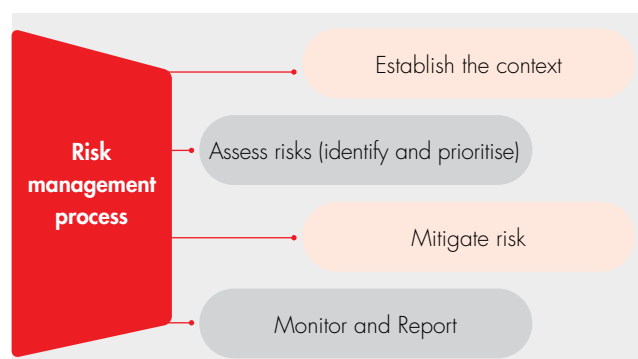 Risk
management
process
Establish the context
Assess risks (identify and prioritise)
Mitigate risk
Monitor and Report